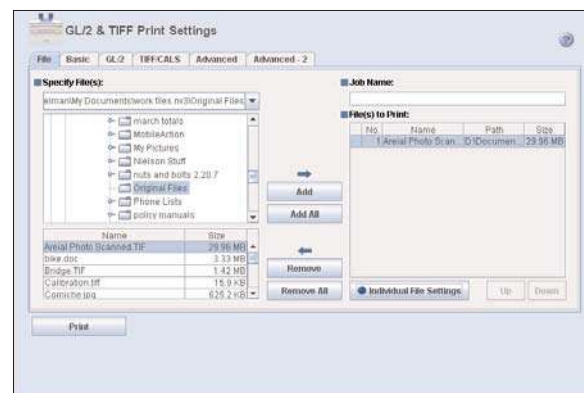 GL/2 & TIFF Print Settings
File Basic GL/2 TIFF/CALS Advanced Advanced - 2
Specify File(s):
elman\My Documents\work files nx3\Original Files
march totals
MobileAction
My Pictures
Nielson Stuff
nuts and bolts 2.20.7
Original Files
Phone Lists
policy manuals
Name Size
Areial Photo Scanned.TIF 29.96 MB
bike.doc 3.33 MB
Bridge.TIF 1.42 MB
Calibration.tiff 15.9 KB
Corniche.jpg 625.2 KB
Add
Add All
Remove
Remove All
Job Name:
File(s) to Print:
No. Name Path Size
1 Areial Photo Scan... D:\Documen... 29.96 MB
Individual File Settings
Up Down
Print